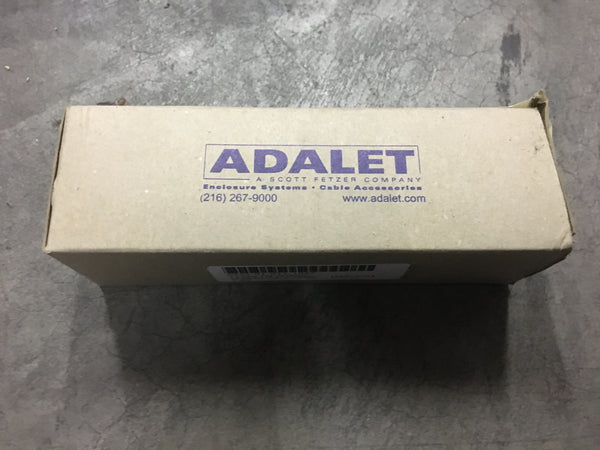 ADALET
A SCOTT FETZER COMPANY
Enclosure Systems • Cable Accessories
(216) 267-9000 www.adalet.com